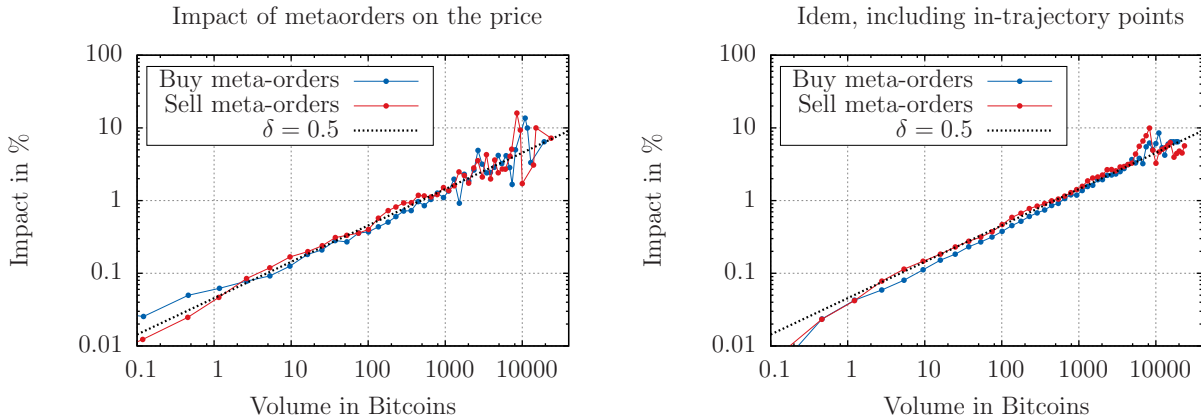 Impact of metaorders on the price
100
10
1
0.1
0.01
Impact in %
Buy meta-orders
Sell meta-orders
δ = 0.5
0.1 1 10 100 1000 10000
Volume in Bitcoins
Idem, including in-trajectory points
100
10
1
0.1
0.01
Impact in %
Buy meta-orders
Sell meta-orders
δ = 0.5
0.1 1 10 100 1000 10000
Volume in Bitcoins